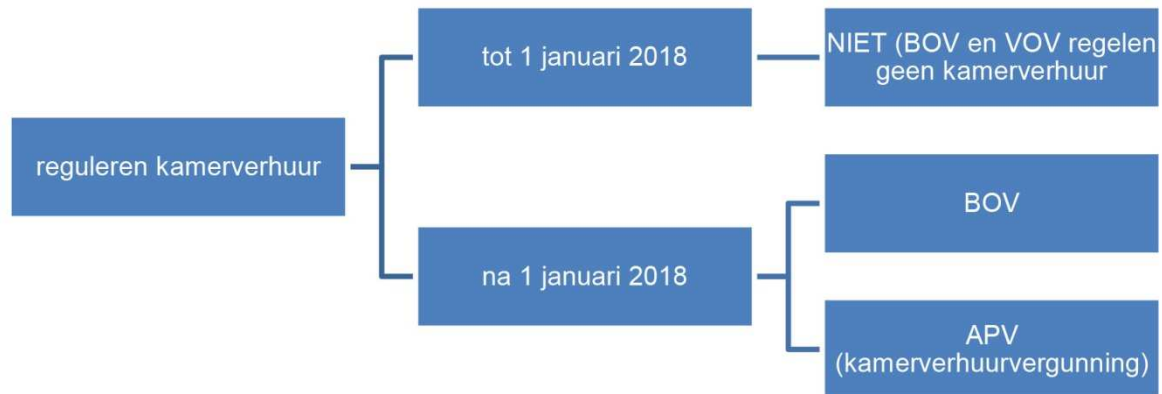 reguleren kamerverhuur
tot 1 januari 2018
NIET (BOV en VOV regelen
geen kamerverhuur
na 1 januari 2018
BOV
APV
(kamerverhuurvergunning)